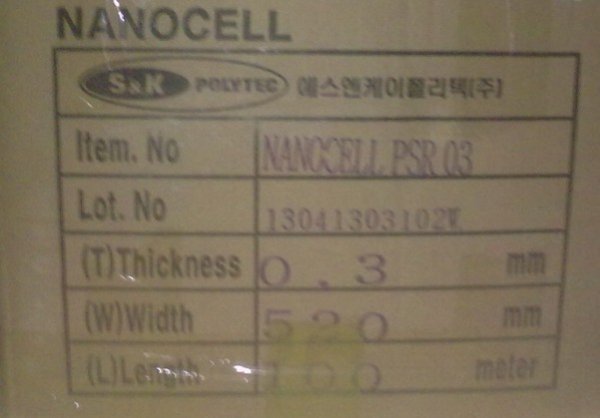 NANOCELL
S&K POLYTEC 에스엔케이폴리텍(주)
Item. No NANOCELL PSR 03
Lot. No 13041303102W
(T)Thickness 0.3 mm
(W)Width 520 mm
(L)Length 100 meter